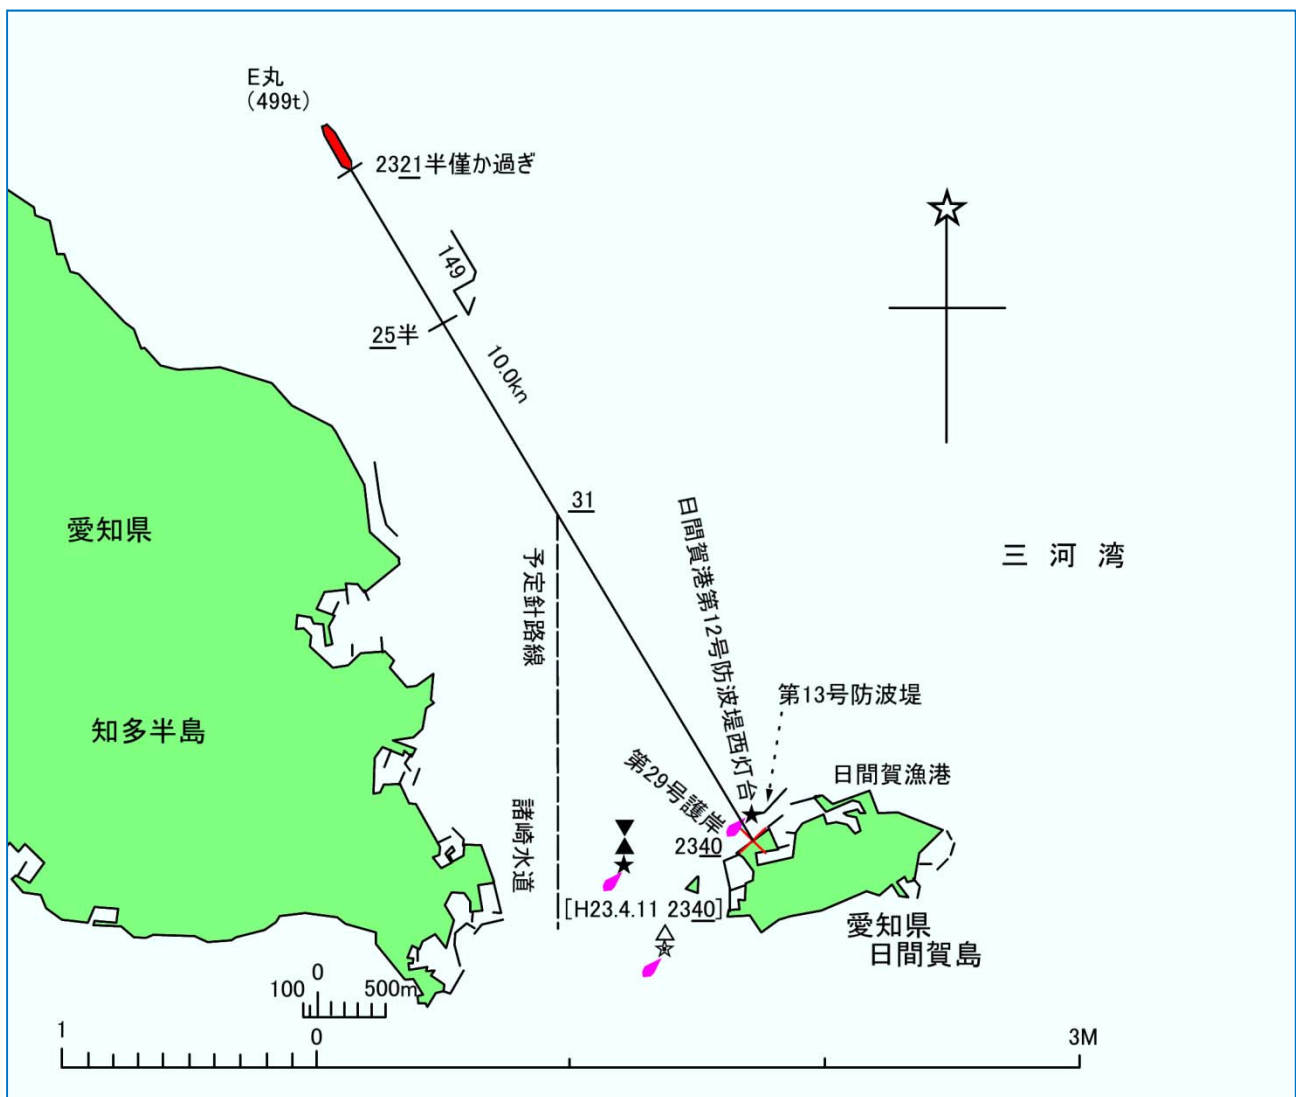 E丸
(499t)
2321半僅か過ぎ
149
25半
10.0kn
31
愛知県
三河湾
予定針路線
日間賀港第12号防波堤西灯台
第13号防波堤
知多半島
第29号護岸
日間賀漁港
諸崎水道
2340
[H23.4.11 2340]
愛知県
日間賀島
0
100 500m
1 0 3M